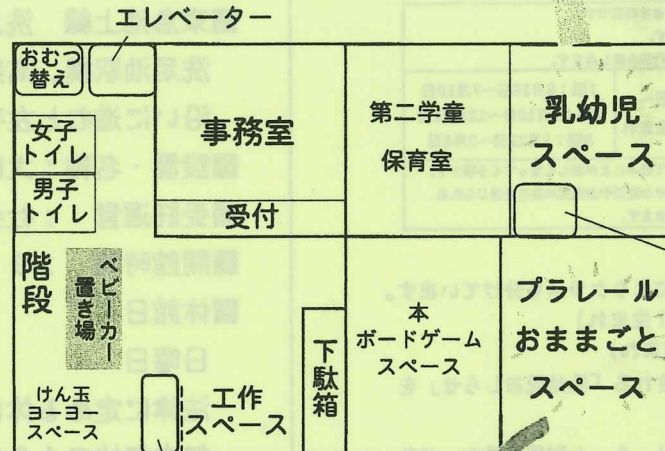 エレベーター
おむつ
替え
女子
トイレ
男子
トイレ
事務室
受付
第二学童
保育室
乳幼児
スペース
階段
ベビーカー
置き場
けん玉
ヨーヨー
スペース
工作
スペース
下駄箱
本
ボードゲーム
スペース
プラレール
おままごと
スペース